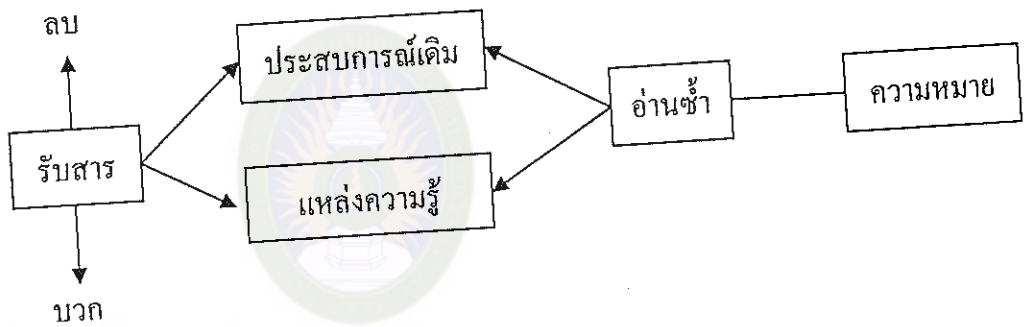 ลบ
รับสาร
บวก
ประสบการณ์เดิม
แหล่งความรู้
อ่านซ้ำ
ความหมาย